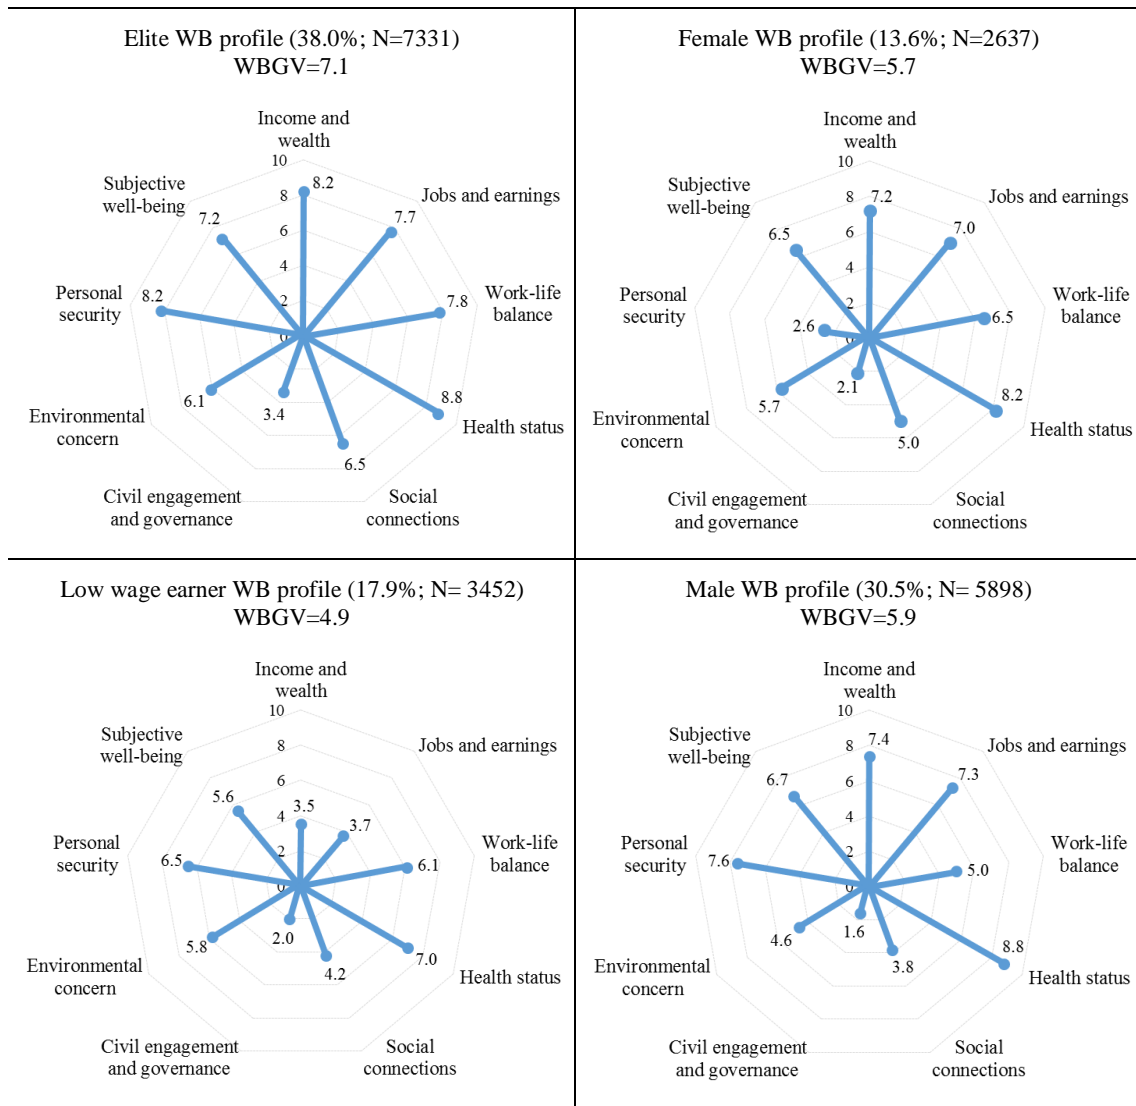 Elite WB profile (38.0%; N=7331)
WBGV=7.1
Income and
wealth
10
8.2
Jobs and earnings
Subjective
well-being
7.2
8
7.7
6
4
2
0
Personal
security
8.2
Work-life
balance
7.8
Environmental
concern
6.1
3.4
6.5
8.8
Health status
Civil engagement
and governance
Social
connections
Female WB profile (13.6%; N=2637)
WBGV=5.7
Income and
wealth
10
7.2
Jobs and earnings
Subjective
well-being
6.5
8
7.0
6
4
2
0
Personal
security
2.6
Work-life
balance
6.5
Environmental
concern
5.7
2.1
5.0
8.2
Health status
Civil engagement
and governance
Social
connections
Low wage earner WB profile (17.9%; N= 3452)
WBGV=4.9
Income and
wealth
10
Jobs and earnings
Subjective
well-being
5.6
8
6
4
2
0
3.5
3.7
Personal
security
6.5
Work-life
balance
6.1
Environmental
concern
5.8
2.0
4.2
7.0
Health status
Civil engagement
and governance
Social
connections
Male WB profile (30.5%; N= 5898)
WBGV=5.9
Income and
wealth
10
7.4
Jobs and earnings
Subjective
well-being
6.7
8
7.3
6
4
2
0
Personal
security
7.6
Work-life
balance
5.0
Environmental
concern
4.6
1.6
3.8
8.8
Health status
Civil engagement
and governance
Social
connections